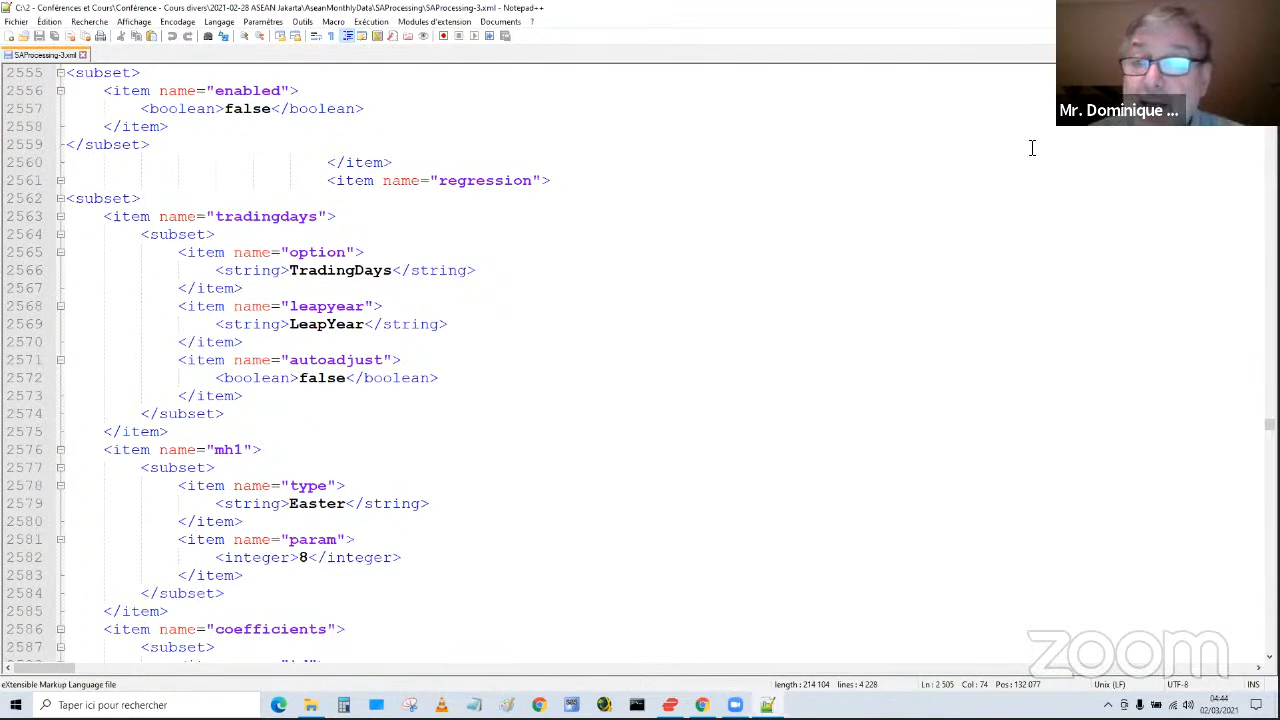 C:\2 - Conférences et Cours\Conférence - Cours divers\2021-02-28 ASEAN Jakarta\AseanMonthlyData\SAProcessing\SAProcessing-3.xml - Notepad++
Fichier Édition Recherche Affichage Encodage Langage Paramètres Outils Macro Exécution Modules d'extension Documents ?
SAProcessing-3.xml
Mr. Dominique ...
2555 <subset>
2556 <item name="enabled">
2557 <boolean>false</boolean>
2558 </item>
2559 </subset>
2560 </item>
2561 <item name="regression">
2562 <subset>
2563 <item name="tradingdays">
2564 <subset>
2565 <item name="option">
2566 <string>TradingDays</string>
2567 </item>
2568 <item name="leapyear">
2569 <string>LeapYear</string>
2570 </item>
2571 <item name="autoadjust">
2572 <boolean>false</boolean>
2573 </item>
2574 </subset>
2575 </item>
2576 <item name="mh1">
2577 <subset>
2578 <item name="type">
2579 <string>Easter</string>
2580 </item>
2581 <item name="param">
2582 <integer>8</integer>
2583 </item>
2584 </subset>
2585 </item>
2586 <item name="coefficients">
2587 <subset>
zoom
eXtensible Markup Language file length : 214 104 lines : 4 228 Ln : 2 505 Col : 74 Pos : 132 077 Unix (LF) UTF-8 INS
Taper ici pour rechercher
04:44
02/03/2021